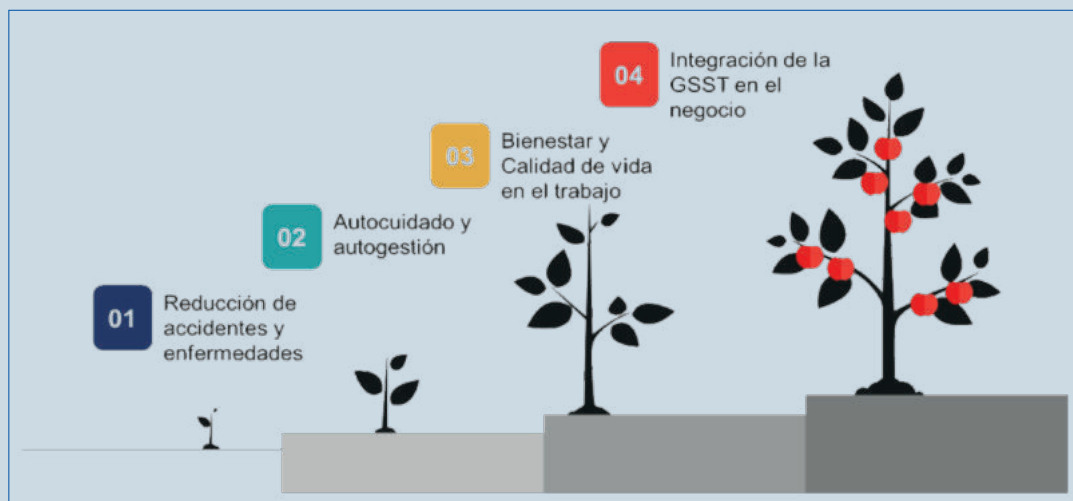 01
Reducción de
accidentes y
enfermedades
02
Autocuidado y
autogestión
03
Bienestar y
Calidad de vida
en el trabajo
04
Integración de la
GSST en el
negocio